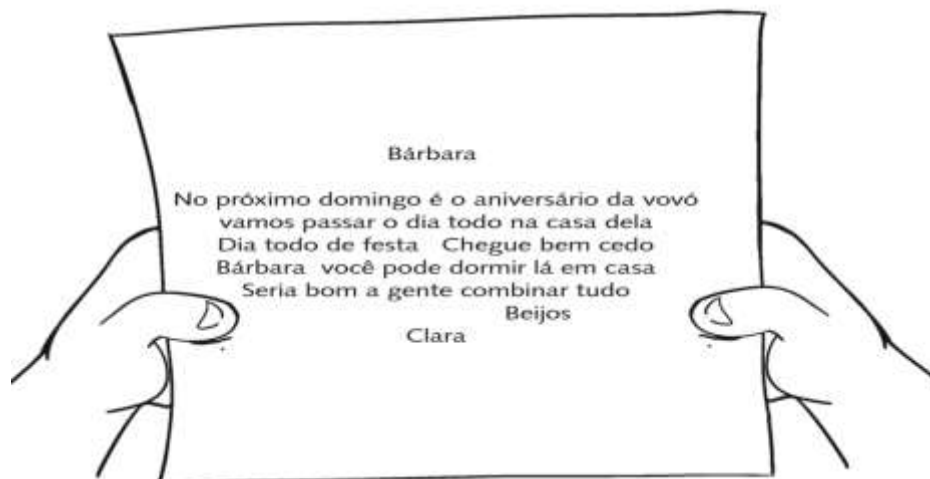 Bárbara
No próximo domingo é o aniversário da vovó
vamos passar o dia todo na casa dela
Dia todo de festa Chegue bem cedo
Bárbara você pode dormir lá em casa
Seria bom a gente combinar tudo
Beijos
Clara